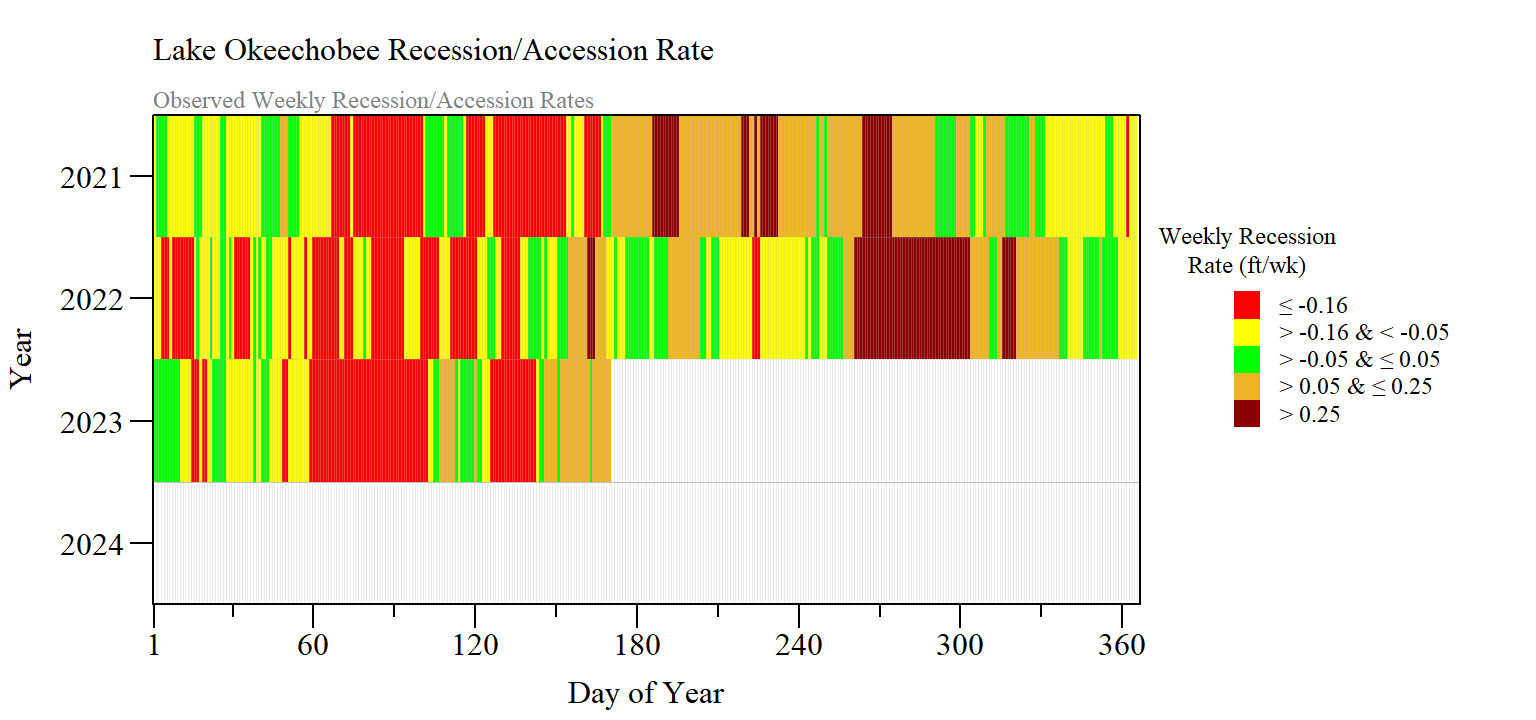 Lake Okeechobee Recession/Accession Rate
Observed Weekly Recession/Accession Rates
2021
2022
2023
2024
Year
1 60 120 180 240 300 360
Day of Year
Weekly Recession
Rate (ft/wk)
≤ -0.16
> -0.16 & < -0.05
> -0.05 & ≤ 0.05
> 0.05 & ≤ 0.25
> 0.25